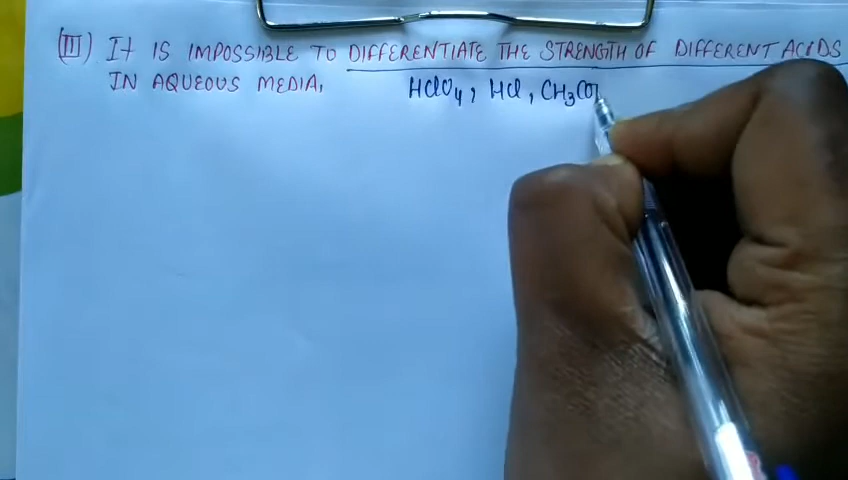 (III) IT IS IMPOSSIBLE TO DIFFERENTIATE THE STRENGTH OF DIFFERENT ACIDS
IN AQUEOUS MEDIA, HClO4, HCl, CH3CO